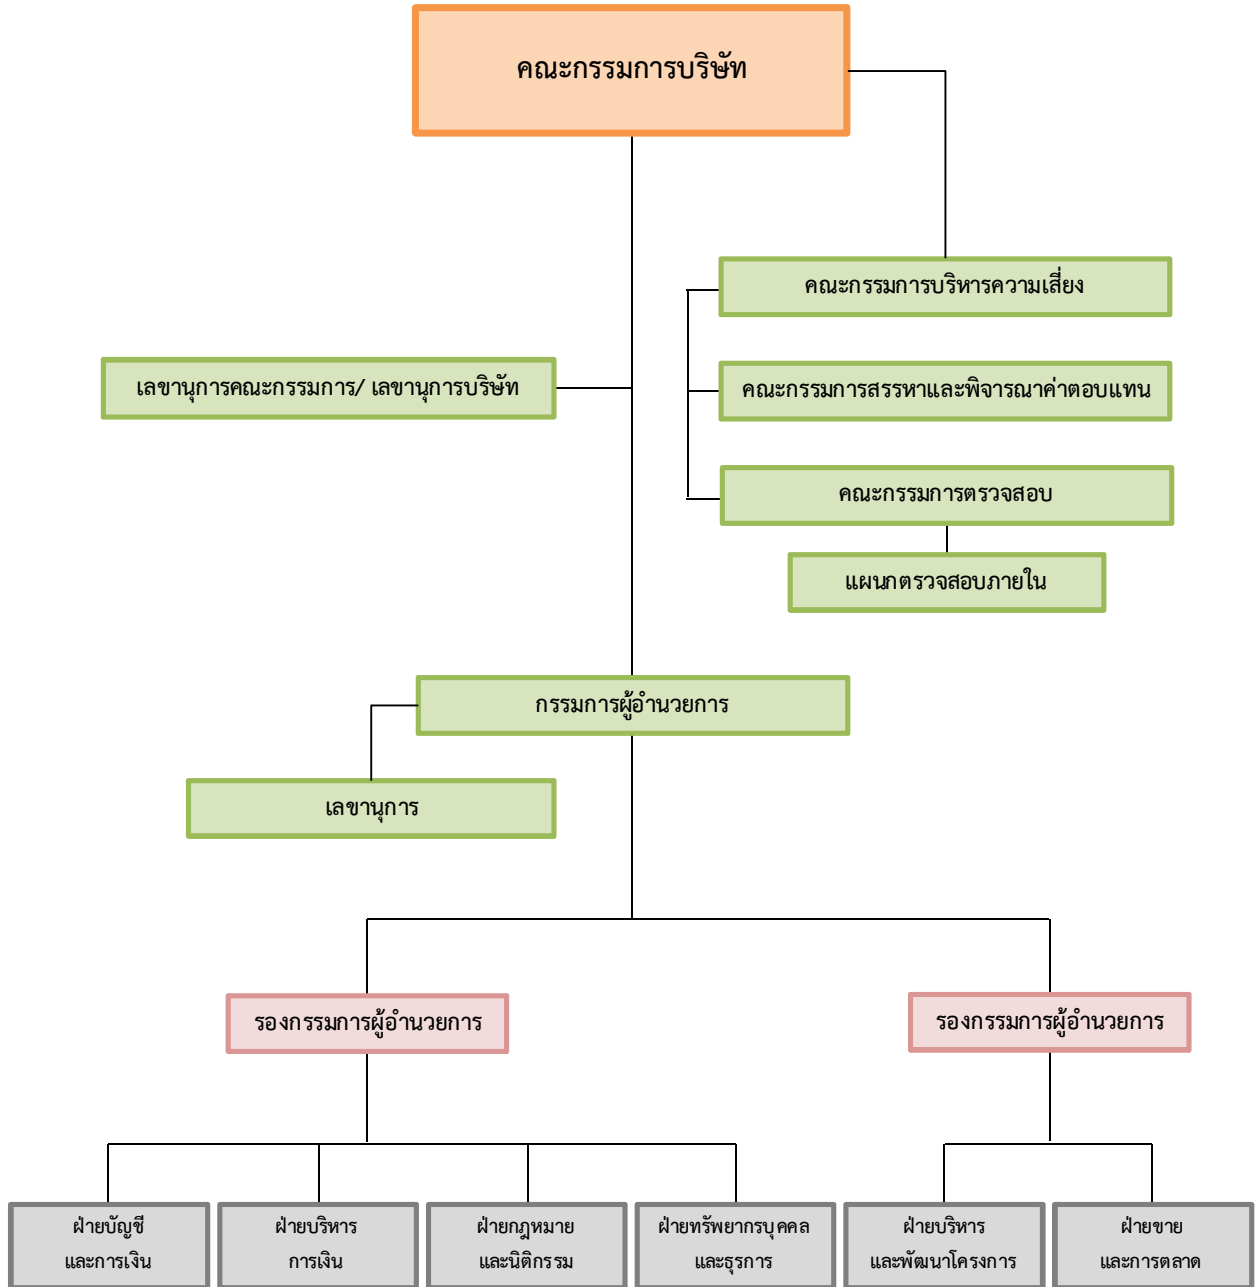 คณะกรรมการบริษัท
คณะกรรมการบริหารความเสี่ยง
เลขานุการคณะกรรมการ/ เลขานุการบริษัท
คณะกรรมการสรรหาและพิจารณาค่าตอบแทน
คณะกรรมการตรวจสอบ
แผนกตรวจสอบภายใน
กรรมการผู้อำนวยการ
เลขานุการ
รองกรรมการผู้อำนวยการ
รองกรรมการผู้อำนวยการ
ฝ่ายบัญชี
และการเงิน
ฝ่ายบริหาร
การเงิน
ฝ่ายกฎหมาย
และนิติกรรม
ฝ่ายทรัพยากรบุคคล
และธุรการ
ฝ่ายบริหาร
และพัฒนาโครงการ
ฝ่ายขาย
และการตลาด